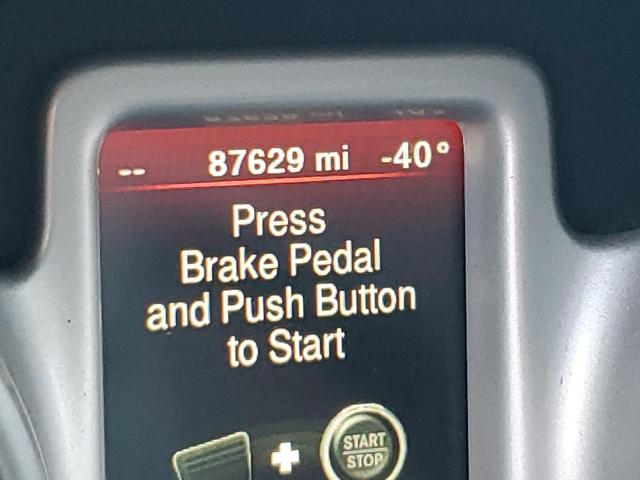 -- 87629 mi -40°
Press
Brake Pedal
and Push Button
to Start
START
STOP